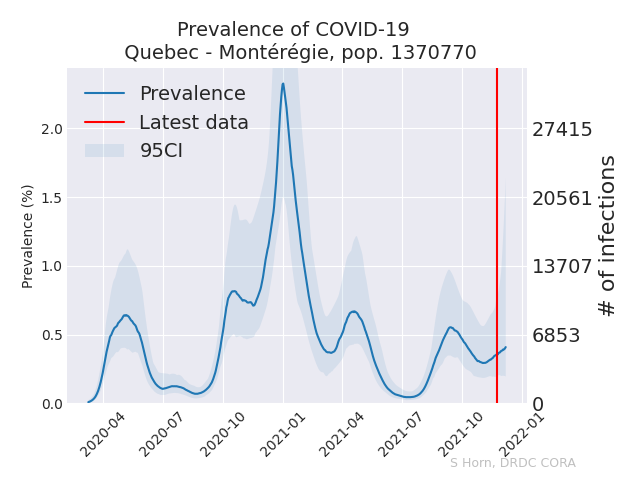 Prevalence of COVID-19
Quebec - Montérégie, pop. 1370770
Prevalence
Latest data
95CI
Prevalence (%)
2.0
1.5
1.0
0.5
0.0
27415
20561
13707
6853
0
# of infections
2020-04
2020-07
2020-10
2021-01
2021-04
2021-07
2021-10
2022-01
S Horn, DRDC CORA